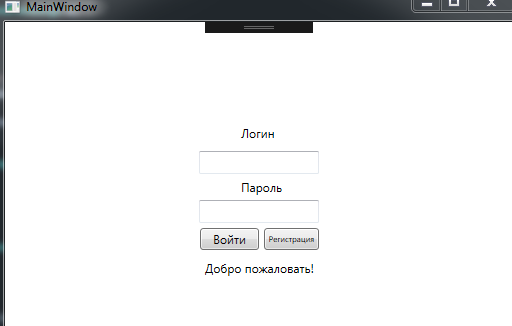 MainWindow
Логин
Пароль
Войти Регистрация
Добро пожаловать!